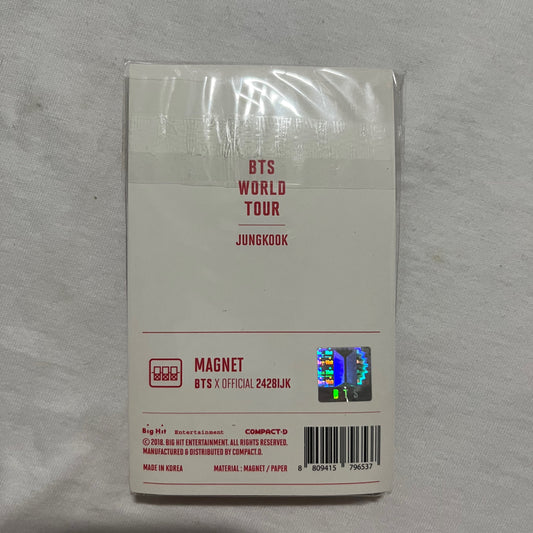 BTS
WORLD
TOUR
JUNGKOOK
MAGNET
BTS X OFFICIAL 2428IJK
Big Hit Entertainment COMPACT·D
© 2018. BIG HIT ENTERTAINMENT. ALL RIGHTS RESERVED.
MANUFACTURED & DISTRIBUTED BY COMPACT.D.
MADE IN KOREA MATERIAL : MAGNET / PAPER
8 809415 796537